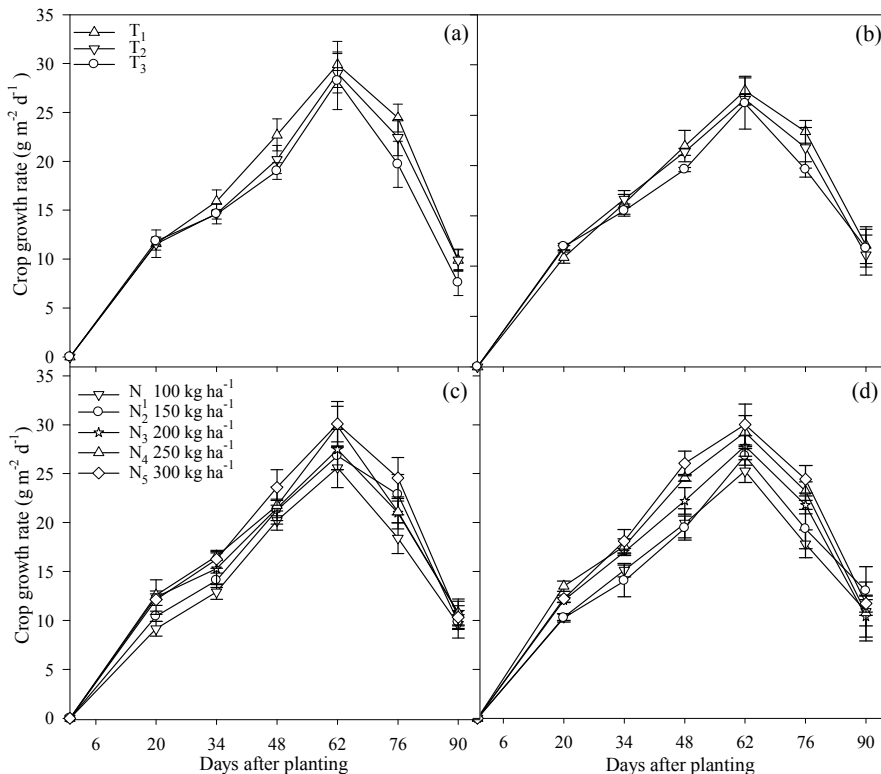 35
30
25
20
15
10
5
0
Crop growth rate (g m⁻² d⁻¹)
T₁
T₂
T₃
(a)
(b)
35
30
25
20
15
10
5
0
Crop growth rate (g m⁻² d⁻¹)
N₁ 100 kg ha⁻¹
N₂ 150 kg ha⁻¹
N₃ 200 kg ha⁻¹
N₄ 250 kg ha⁻¹
N₅ 300 kg ha⁻¹
(c)
(d)
6 20 34 48 62 76 90
6 20 34 48 62 76 90
Days after planting
Days after planting